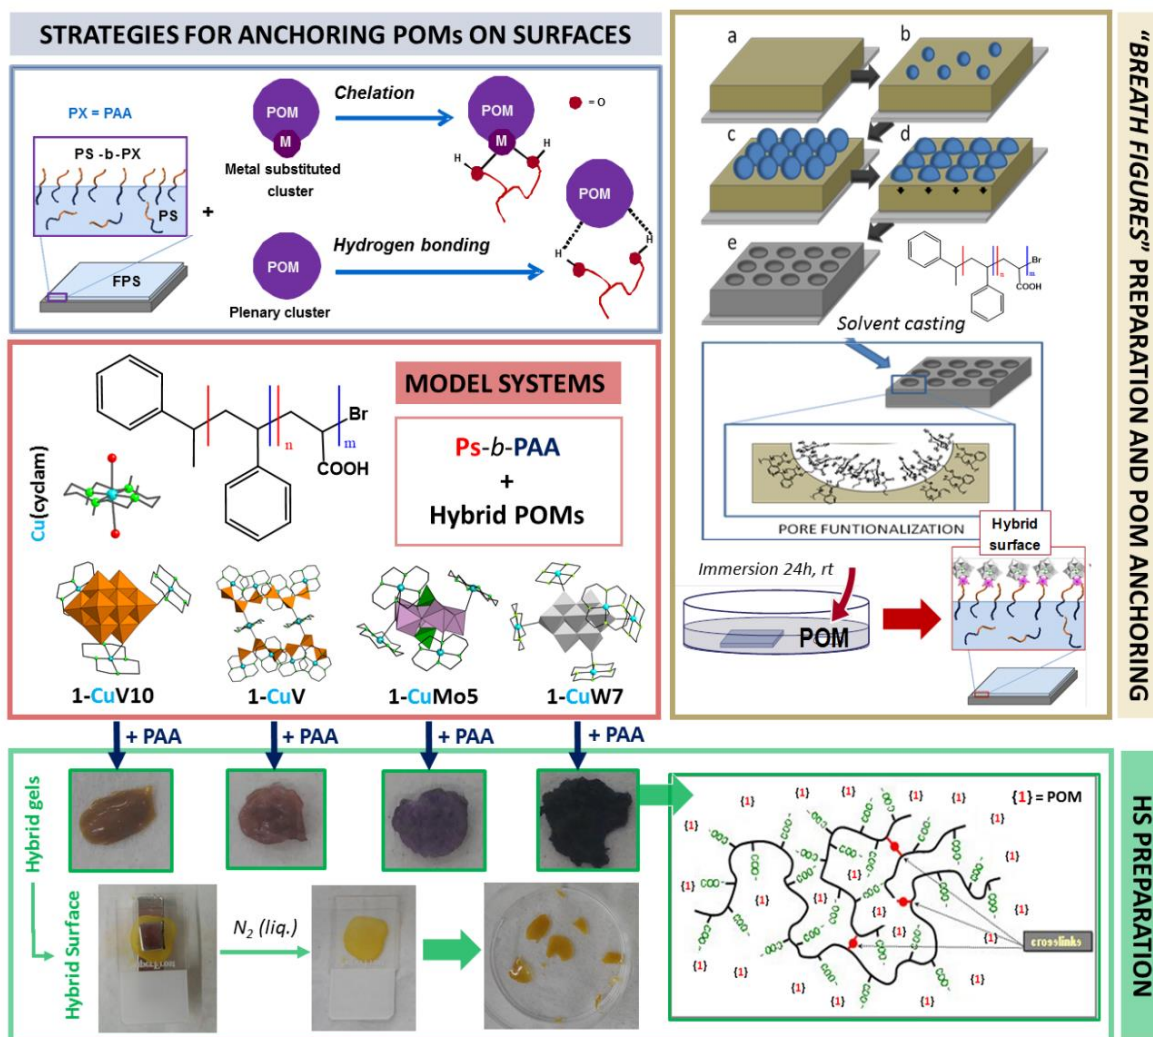 STRATEGIES FOR ANCHORING POMs ON SURFACES
PX = PAA
PS -b-PX
PS
FPS
+
POM
M
Metal substituted
cluster
Chelation
POM
M
H
H
= O
POM
Plenary cluster
Hydrogen bonding
POM
H
H
MODEL SYSTEMS
Ps-b-PAA
+
Hybrid POMs
Br
n
m
COOH
Cu(cyclam)
1-CuV10
1-CuV
1-CuMo5
1-CuW7
+ PAA
+ PAA
+ PAA
+ PAA
a
b
c
d
e
Br
n
m
COOH
Solvent casting
PORE FUNTIONALIZATION
Immersion 24h, rt
POM
Hybrid
surface
"BREATH FIGURES" PREPARATION AND POM ANCHORING
Hybrid gels
Hybrid Surface
N2 (liq.)
{1} = POM
{1}
COO-
crosslinks
HS PREPARATION